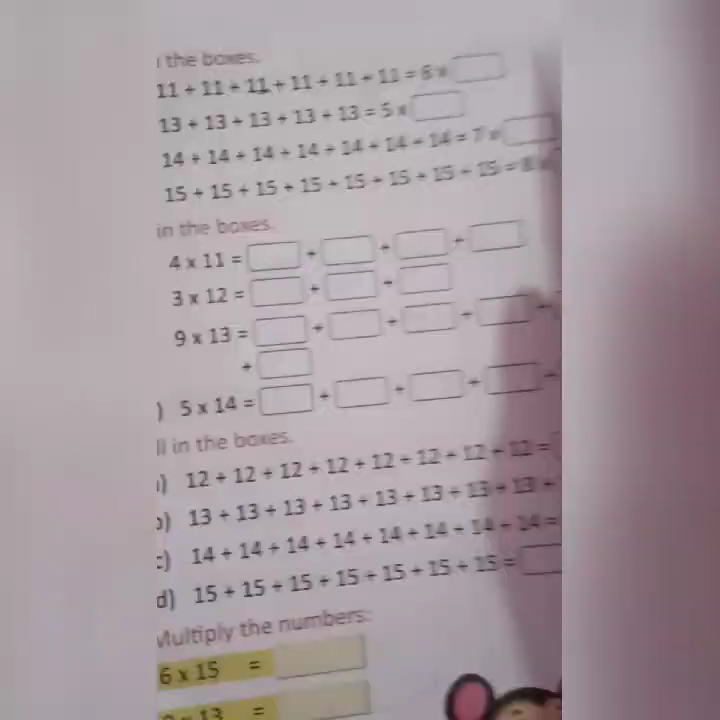 the boxes.
11 + 11 + 11 + 11 + 11 + 11 = 6 x
13 + 13 + 13 + 13 + 13 = 5 x
14 + 14 + 14 + 14 + 14 + 14 + 14 = 7 x
15 + 15 + 15 + 15 + 15 + 15 + 15 + 15 = 8 x
in the boxes.
4 x 11 = + + +
3 x 12 = + +
9 x 13 = + + + +
+
) 5 x 14 = + + + +
ll in the boxes.
) 12 + 12 + 12 + 12 + 12 + 12 + 12 + 12 =
) 13 + 13 + 13 + 13 + 13 + 13 + 13 + 13 +
c) 14 + 14 + 14 + 14 + 14 + 14 + 14 + 14 =
d) 15 + 15 + 15 + 15 + 15 + 15 + 15 =
Multiply the numbers:
6 x 15 =
x 13 =